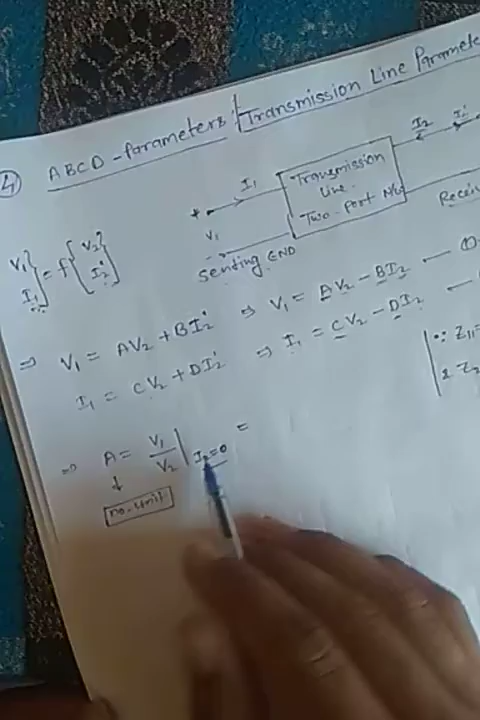 4) ABCD-Parameters: Transmission Line Paramete
I1
I2 I2'
+
V1
Transmission
Line.
Two-Port N/w
Sending END
Recei
V1} = f{V2}
I1} {I2'}
⇒ V1 = AV2 + BI2' ⇒ V1 = AV2 - BI2 — ①
I1 = CV2 + DI2' ⇒ I1 = CV2 - DI2 —
∵ Z11=
& Z2
⇒ A = V1/V2 | I2=0 =
↓
no-unit